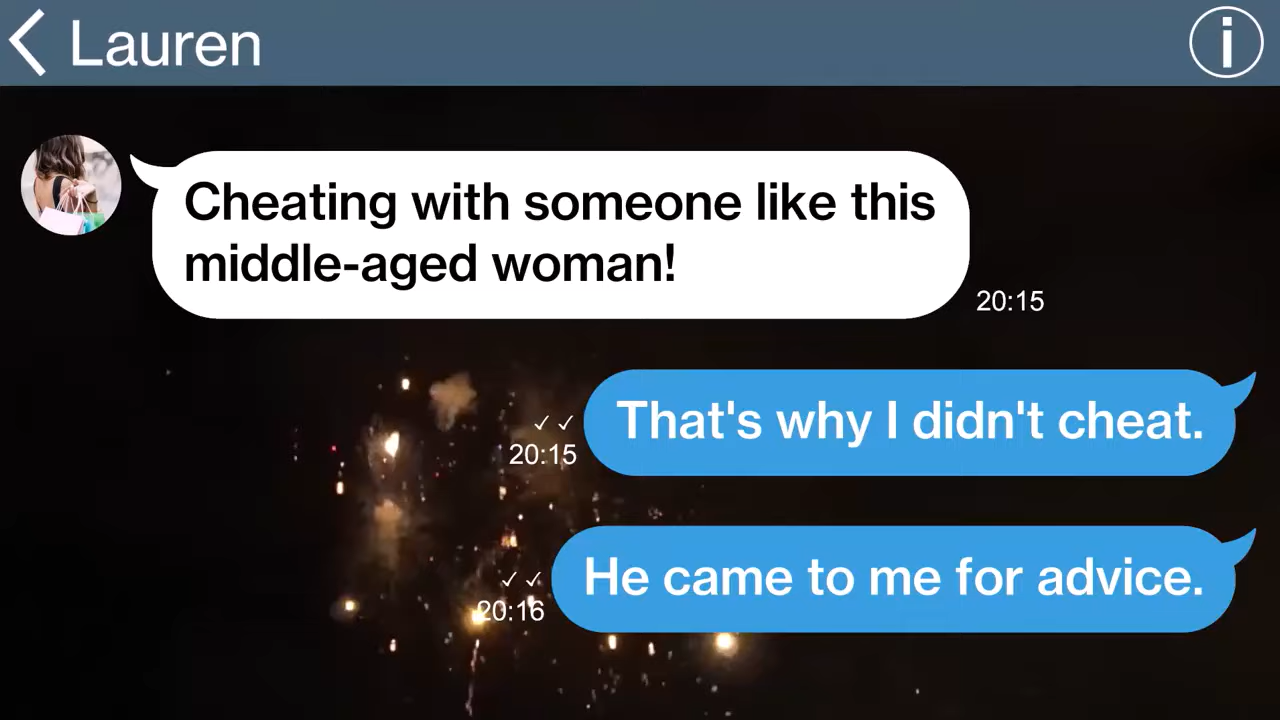 Lauren
Cheating with someone like this
middle-aged woman!
20:15
That's why I didn't cheat.
20:15
He came to me for advice.
20:16